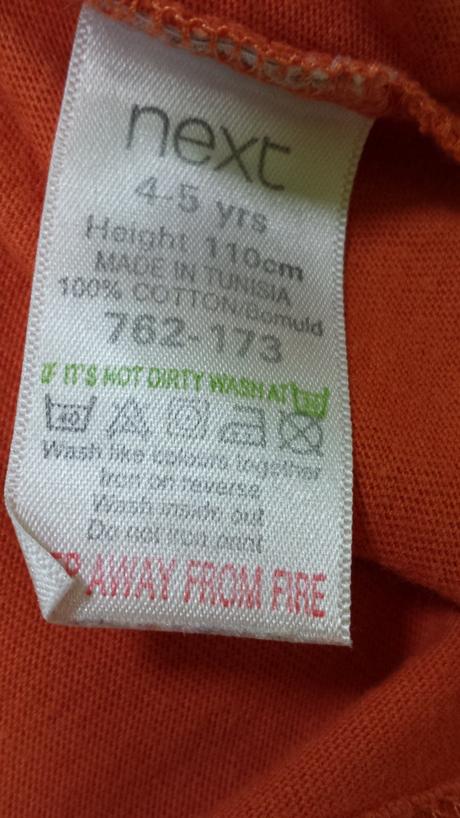 next
4-5 yrs
Height 110cm
MADE IN TUNISIA
100% COTTON/Bomuld
762-173
IF IT'S NOT DIRTY WASH AT 30
40
Wash like colours together
Iron on reverse
Wash inside out
Do not iron print
AWAY FROM FIRE